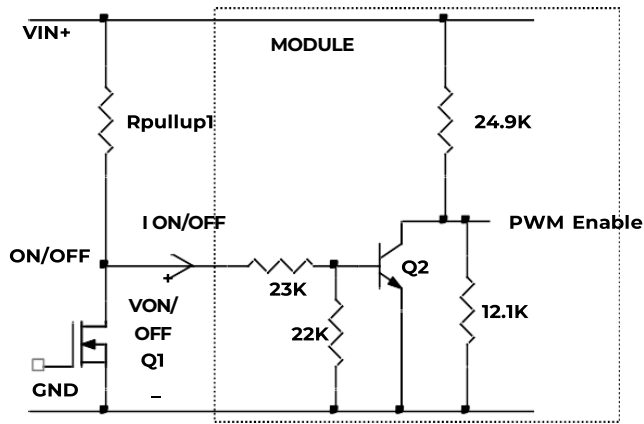 VIN+
MODULE
Rpullup1
24.9K
I ON/OFF
PWM Enable
ON/OFF
+
Q2
23K
VON/
OFF
12.1K
22K
Q1
GND
–